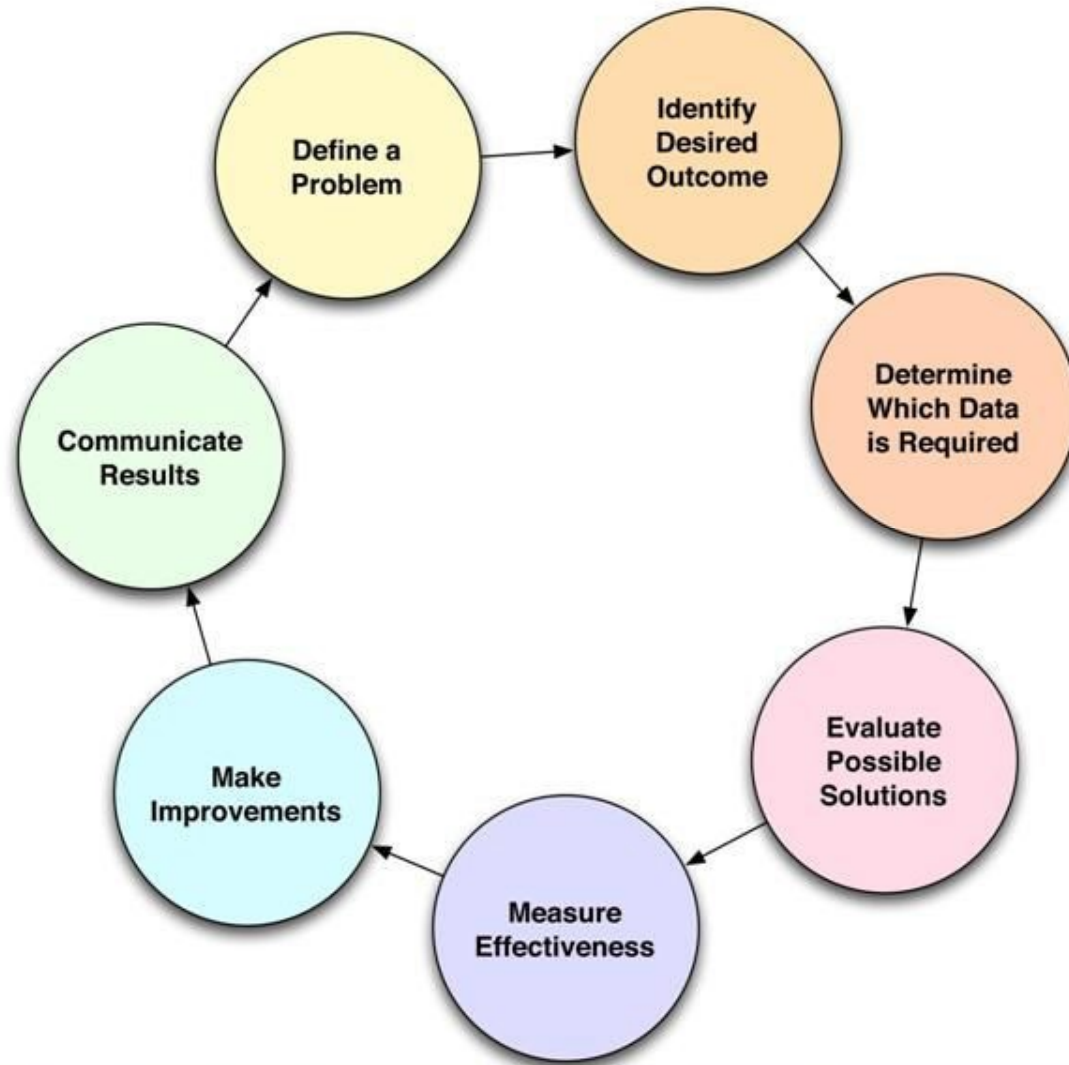 Define a
Problem
Identify
Desired
Outcome
Determine
Which Data
is Required
Evaluate
Possible
Solutions
Measure
Effectiveness
Make
Improvements
Communicate
Results